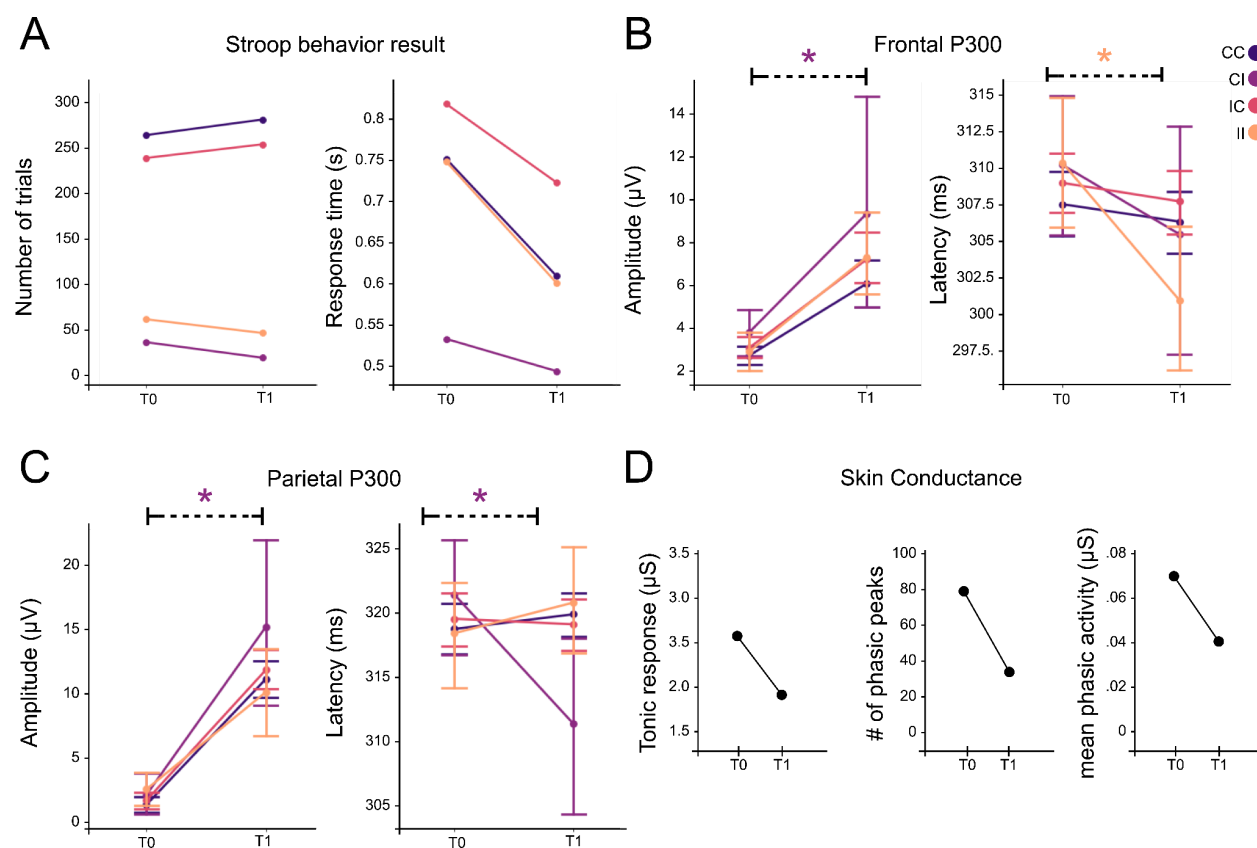 A
Stroop behavior result
Number of trials
300
250
200
150
100
50
0
T0
T1
Response time (s)
0.8
0.75
0.7
0.65
0.6
0.55
0.5
T0
T1
B
Frontal P300
*
*
CC
CI
IC
II
Amplitude (µV)
14
12
10
8
6
4
2
T0
T1
Latency (ms)
315
312.5
310
307.5
305
302.5
300
297.5
T0
T1
C
Parietal P300
*
*
Amplitude (µV)
20
15
10
5
0
T0
T1
Latency (ms)
325
320
315
310
305
T0
T1
D
Skin Conductance
Tonic response (µS)
3.5
3.0
3.5
2.0
1.5
T0
T1
# of phasic peaks
100
80
60
40
20
0
T0
T1
mean phasic activity (µS)
.08
.06
.04
.02
0
T0
T1